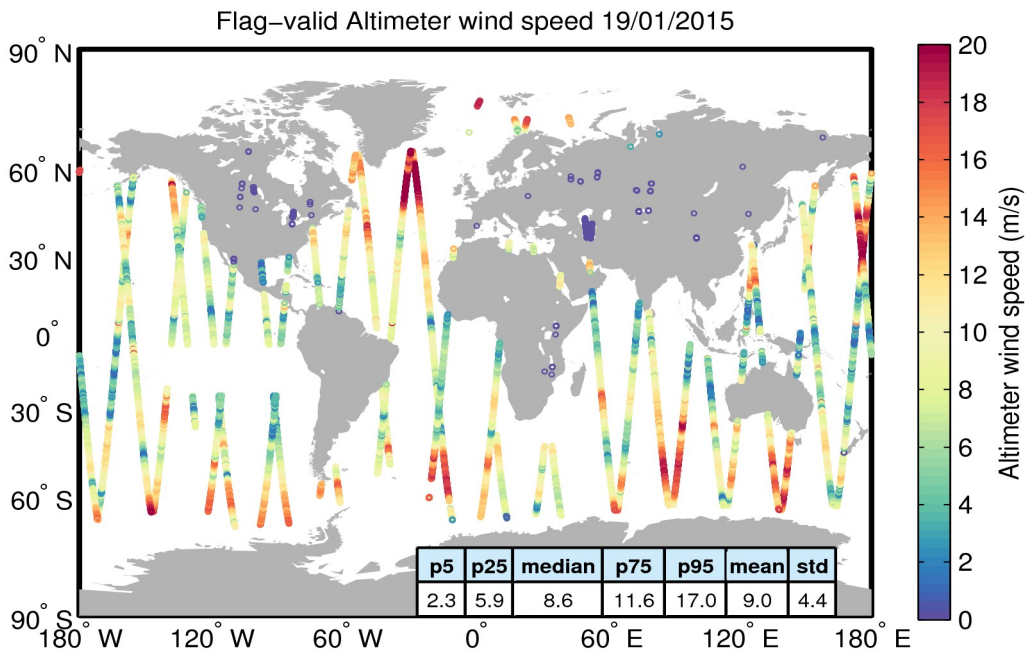 Flag−valid Altimeter wind speed 19/01/2015
90° N
60° N
30° N
0°
30° S
60° S
90° S
180° W
120° W
60° W
0°
60° E
120° E
180° E
p5 p25 median p75 p95 mean std
2.3 5.9 8.6 11.6 17.0 9.0 4.4
20
18
16
14
12
10
8
6
4
2
0
Altimeter wind speed (m/s)